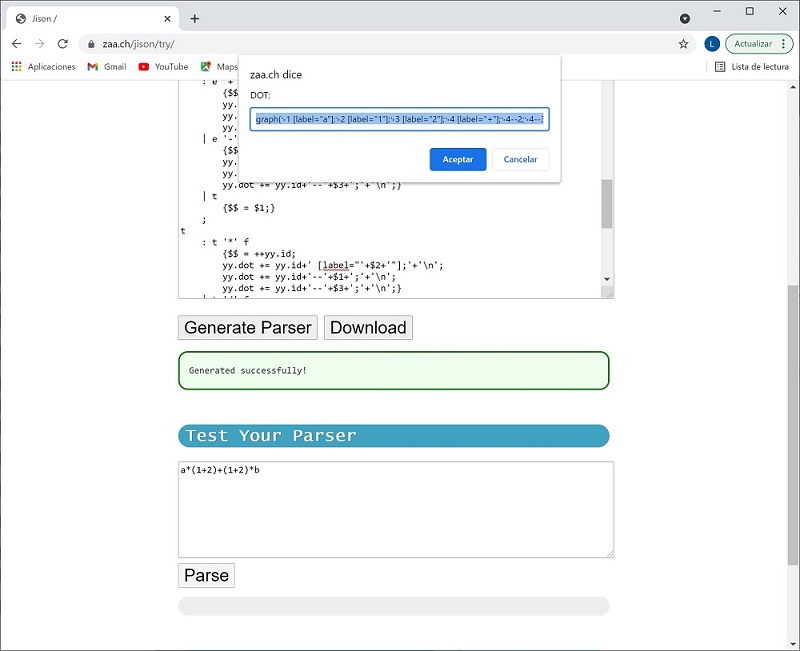 Jison /
zaa.ch/jison/try/
L
Actualizar
Aplicaciones
Gmail
YouTube
Maps
Lista de lectura
zaa.ch dice
DOT:
graph{␊1 [label="a"];␊2 [label="1"];␊3 [label="2"];␊4 [label="+"];␊4--2;␊4--3
Aceptar
Cancelar
: e '+'
{$$
yy.
yy.
yy.
| e '-'
{$$
yy.
yy.
yy.dot += yy.id+'--'+$3+';'+'\n';}
| t
{$$ = $1;}
;
t
: t '*' f
{$$ = ++yy.id;
yy.dot += yy.id+' [label="'+$2+'"];'+'\n';
yy.dot += yy.id+'--'+$1+';'+'\n';
yy.dot += yy.id+'--'+$3+';'+'\n';}
Generate Parser
Download
Generated successfully!
Test Your Parser
a*(1+2)+(1+2)*b
Parse